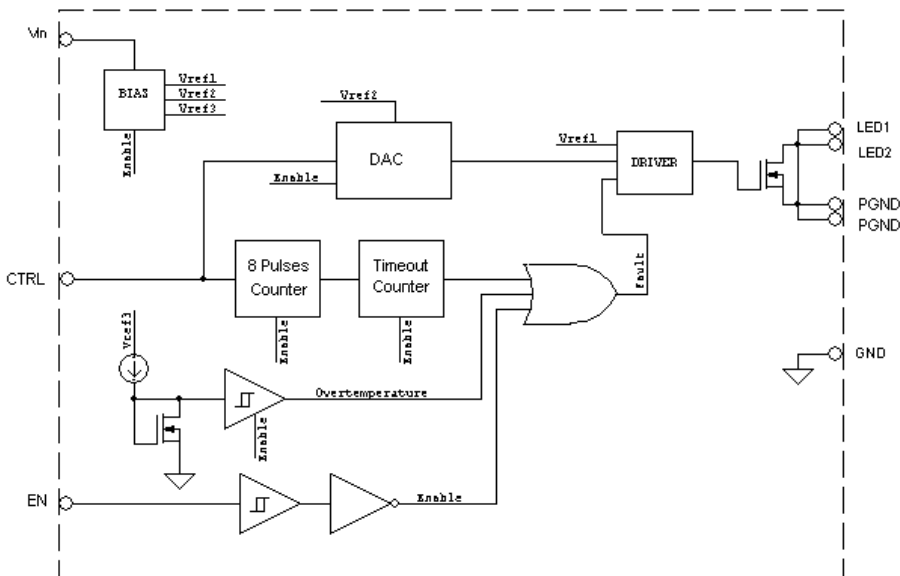 Vin
BIAS
Vref1
Vref2
Vref3
Enable
Vref2
DAC
Enable
Vref1
DRIVER
LED1
LED2
PGND
PGND
CTRL
8 Pulses
Counter
Timeout
Counter
Enable
Enable
Fault
GND
Vref3
Overtemperature
Enable
EN
Enable